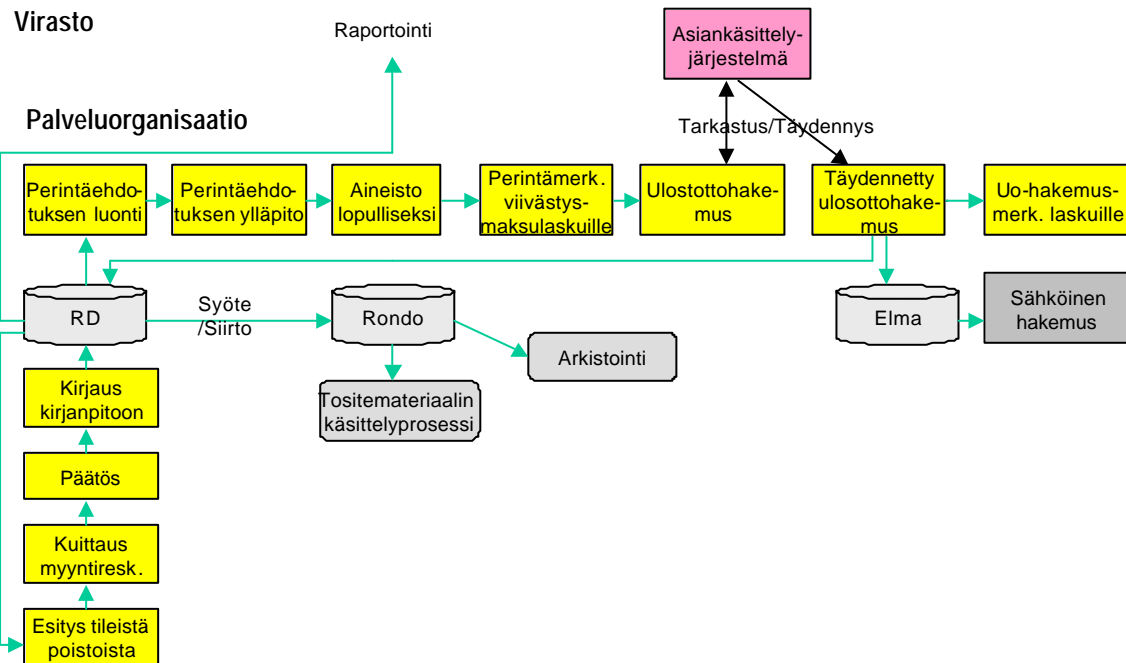 Virasto
Raportointi
Asiankäsittely-
järjestelmä
Palveluorganisaatio
Tarkastus/Täydennys
Perintäehdo-
tuksen luonti
Perintäehdo-
tuksen ylläpito
Aineisto
lopulliseksi
Perintämerk.
viivästys-
maksulaskuille
Ulostottohake-
mus
Täydennetty
ulosottohake-
mus
Uo-hakemus-
merk. laskuille
RD
Syöte
/Siirto
Rondo
Elma
Sähköinen
hakemus
Arkistointi
Tositemateriaalin
käsittelyprosessi
Kirjaus
kirjanpitoon
Päätös
Kuittaus
myyntiresk.
Esitys tileistä
poistoista